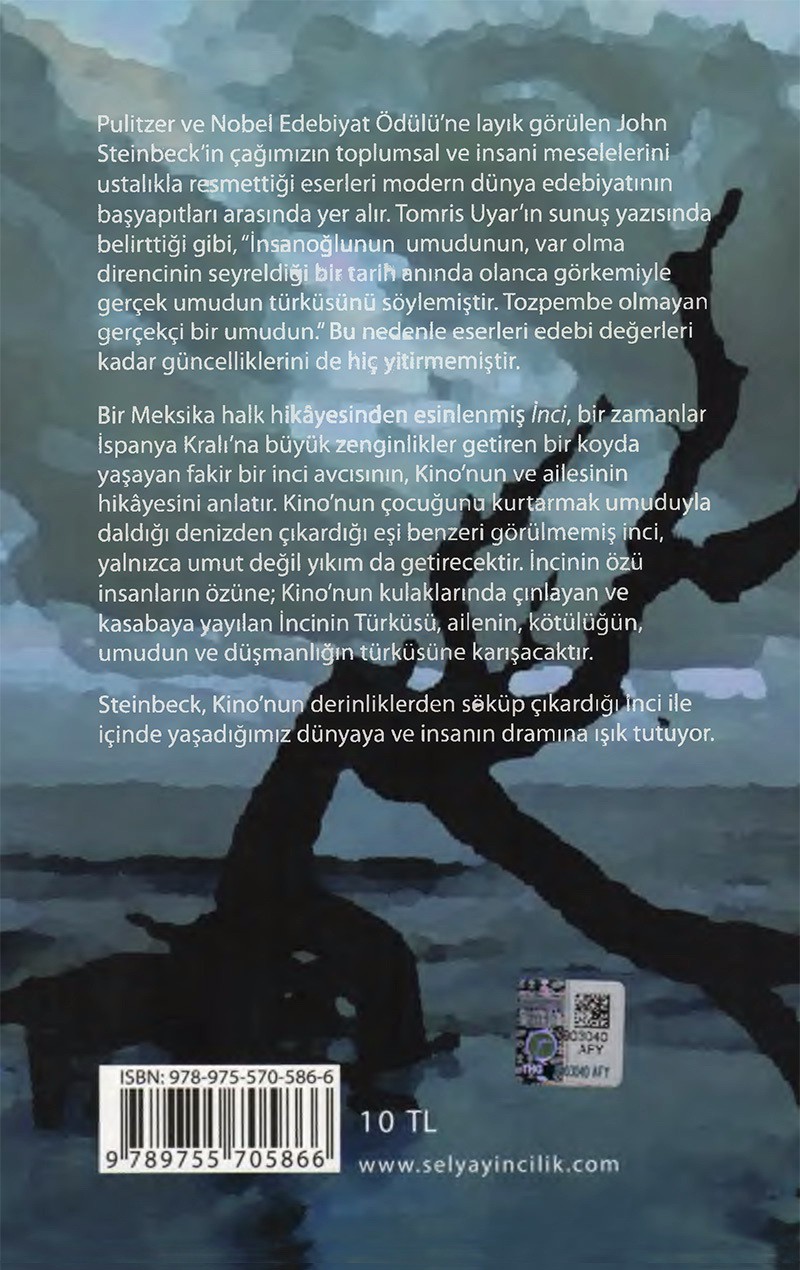 Pulitzer ve Nobel Edebiyat Ödülü'ne layık görülen John
Steinbeck'in çağımızın toplumsal ve insani meselelerini
ustalıkla resmettiği eserleri modern dünya edebiyatının
başyapıtları arasında yer alır. Tomris Uyar'ın sunuş yazısında
belirttiği gibi, "İnsanoğlunun umudunun, var olma
direncinin seyreldiği bir tarih anında olanca görkemiyle
gerçek umudun türküsünü söylemiştir. Tozpembe olmayan
gerçekçi bir umudun." Bu nedenle eserleri edebi değerleri
kadar güncelliklerini de hiç yitirmemiştir.
Bir Meksika halk hikâyesinden esinlenmiş İnci, bir zamanlar
İspanya Kralı'na büyük zenginlikler getiren bir koyda
yaşayan fakir bir inci avcısının, Kino'nun ve ailesinin
hikâyesini anlatır. Kino'nun çocuğunu kurtarmak umuduyla
daldığı denizden çıkardığı eşi benzeri görülmemiş inci,
yalnızca umut değil yıkım da getirecektir. İncinin özü
insanların özüne; Kino'nun kulaklarında çınlayan ve
kasabaya yayılan İncinin Türküsü, ailenin, kötülüğün,
umudun ve düşmanlığın türküsüne karışacaktır.
Steinbeck, Kino'nun derinliklerden söküp çıkardığı inci ile
içinde yaşadığımız dünyaya ve insanın dramına ışık tutuyor.
803040
AFY
803040 AFY
ISBN: 978-975-570-586-6
9 789755 705866
10 TL
www.selyayincilik.com